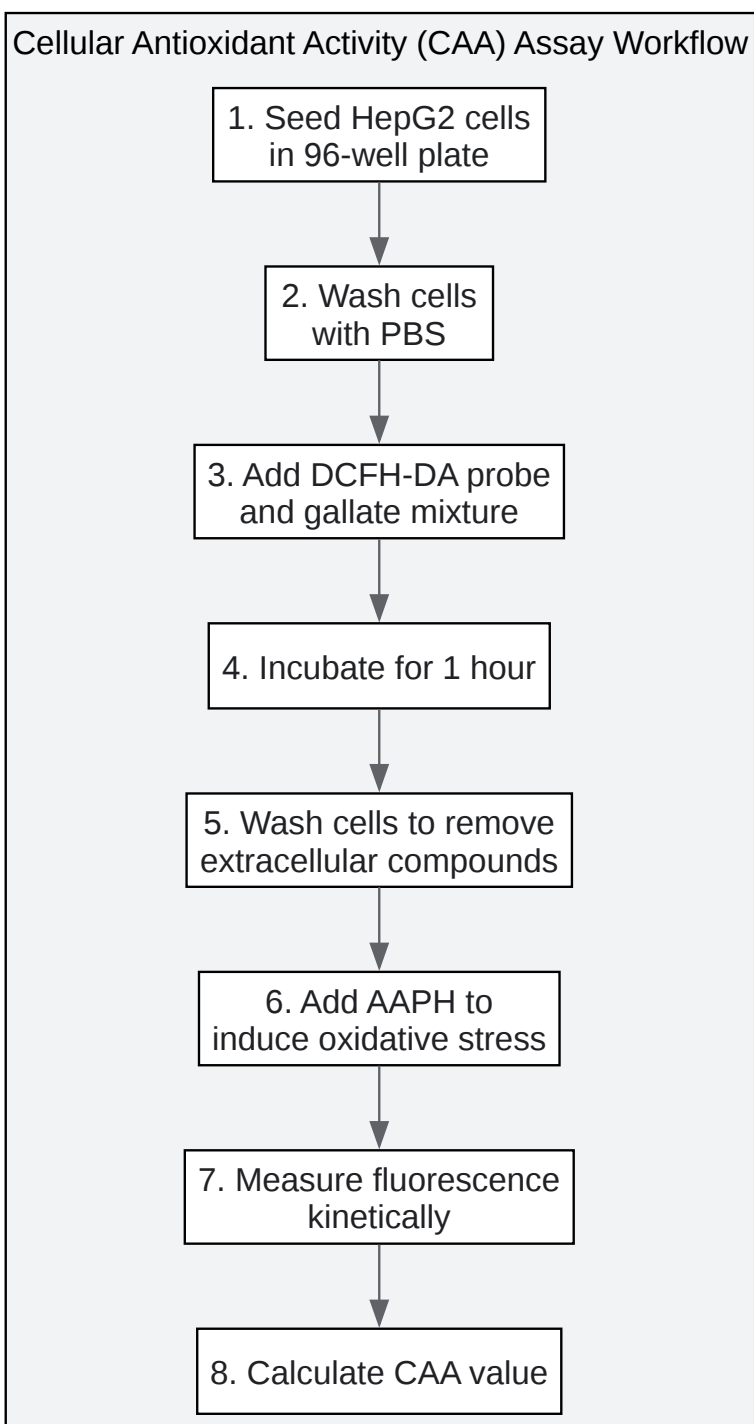 Cellular Antioxidant Activity (CAA) Assay Workflow
1. Seed HepG2 cells
in 96-well plate
2. Wash cells
with PBS
3. Add DCFH-DA probe
and gallate mixture
4. Incubate for 1 hour
5. Wash cells to remove
extracellular compounds
6. Add AAPH to
induce oxidative stress
7. Measure fluorescence
kinetically
8. Calculate CAA value